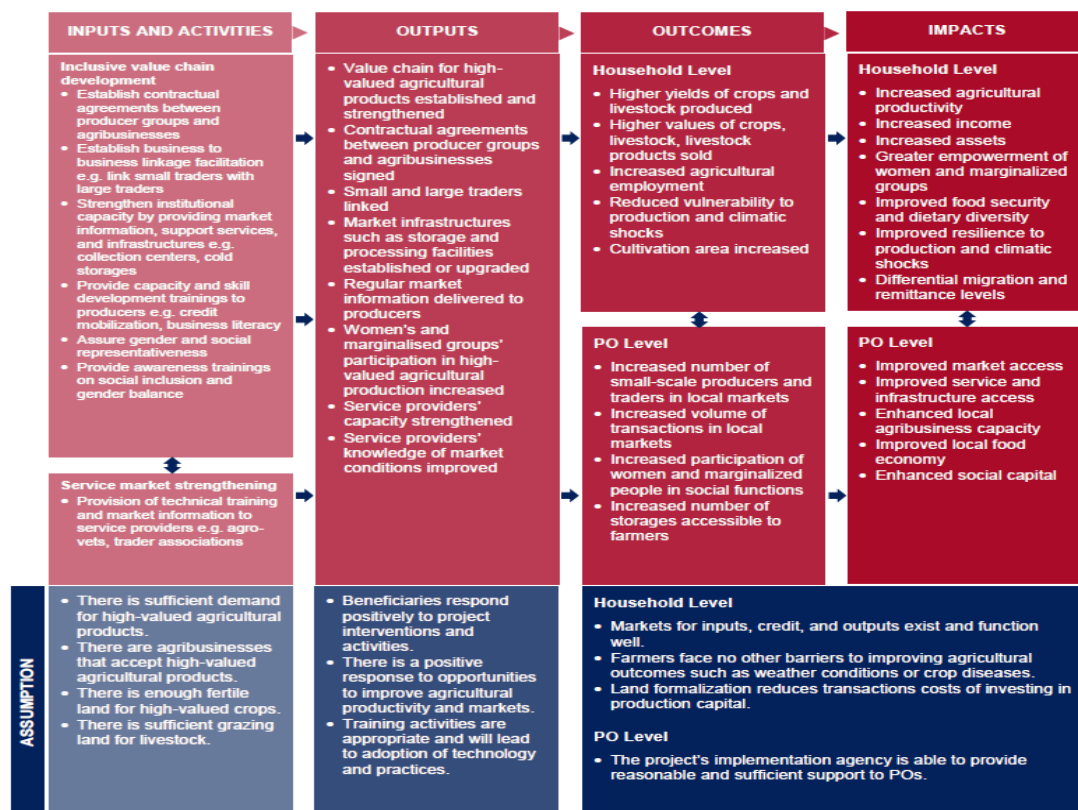 INPUTS AND ACTIVITIES
Inclusive value chain
development
• Establish contractual
agreements between
producer groups and
agribusinesses
• Establish business to
business linkage facilitation
e.g. link small traders with
large traders
• Strengthen institutional
capacity by providing market
information, support services,
and infrastructures e.g.
collection centers, cold
storages
• Provide capacity and skill
development trainings to
producers e.g. credit
mobilization, business literacy
• Assure gender and social
representativeness
• Provide awareness trainings
on social inclusion and
gender balance
Service market strengthening
• Provision of technical training
and market information to
service providers e.g. agro-
vets, trader associations
OUTPUTS
• Value chain for high-
valued agricultural
products established and
strengthened
• Contractual agreements
between producer groups
and agribusinesses
signed
• Small and large traders
linked
• Market infrastructures
such as storage and
processing facilities
established or upgraded
• Regular market
information delivered to
producers
• Women's and
marginalised groups'
participation in high-
valued agricultural
production increased
• Service providers'
capacity strengthened
• Service providers'
knowledge of market
conditions improved
OUTCOMES
Household Level
• Higher yields of crops and
livestock produced
• Higher values of crops,
livestock, livestock
products sold
• Increased agricultural
employment
• Reduced vulnerability to
production and climatic
shocks
• Cultivation area increased
PO Level
• Increased number of
small-scale producers and
traders in local markets
• Increased volume of
transactions in local
markets
• Increased participation of
women and marginalized
people in social functions
• Increased number of
storages accessible to
farmers
IMPACTS
Household Level
• Increased agricultural
productivity
• Increased income
• Increased assets
• Greater empowerment of
women and marginalized
groups
• Improved food security
and dietary diversity
• Improved resilience to
production and climatic
shocks
• Differential migration and
remittance levels
PO Level
• Improved market access
• Improved service and
infrastructure access
• Enhanced local
agribusiness capacity
• Improved local food
economy
• Enhanced social capital
ASSUMPTION
• There is sufficient demand
for high-valued agricultural
products.
• There are agribusinesses
that accept high-valued
agricultural products.
• There is enough fertile
land for high-valued crops.
• There is sufficient grazing
land for livestock.
• Beneficiaries respond
positively to project
interventions and
activities.
• There is a positive
response to opportunities
to improve agricultural
productivity and markets.
• Training activities are
appropriate and will lead
to adoption of technology
and practices.
Household Level
• Markets for inputs, credit, and outputs exist and function
well.
• Farmers face no other barriers to improving agricultural
outcomes such as weather conditions or crop diseases.
• Land formalization reduces transactions costs of investing in
production capital.
PO Level
• The project's implementation agency is able to provide
reasonable and sufficient support to POs.